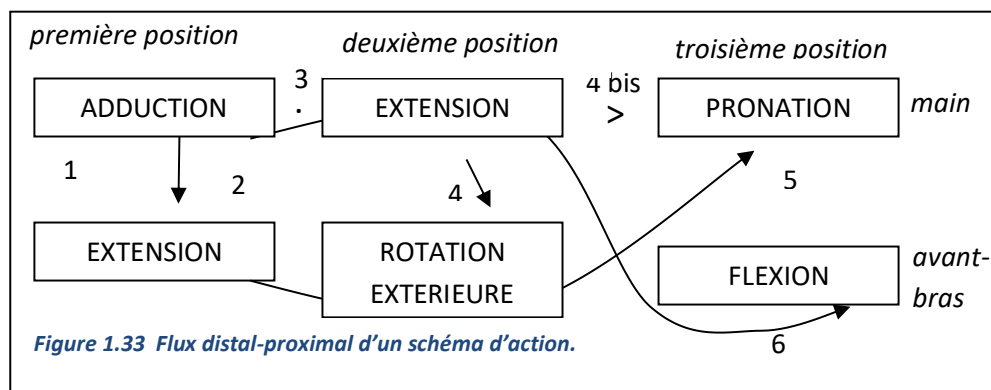 première position
deuxième position
troisième position
3
4 bis
ADDUCTION
.
EXTENSION
>
PRONATION
main
1
2
4
5
EXTENSION
ROTATION
EXTERIEURE
FLEXION
avant-
bras
Figure 1.33 Flux distal-proximal d’un schéma d’action.
6